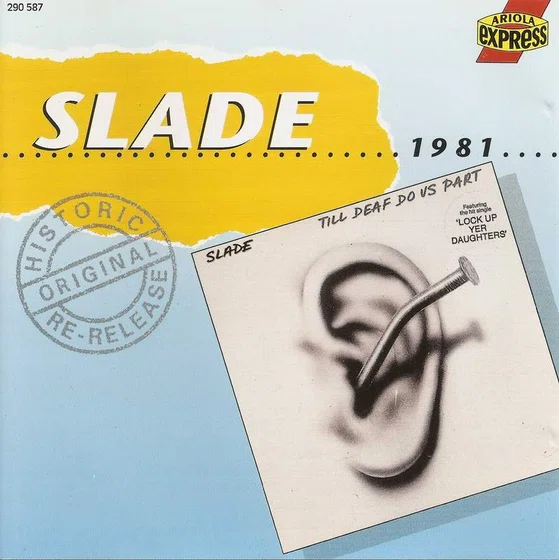 290 587
ARIOLA
EXPRESS
SLADE
1981
HISTORIC
ORIGINAL
RE-RELEASE
SLADE
TILL DEAF DO US PART
Featuring
the hit single
'LOCK UP
YER
DAUGHTERS'